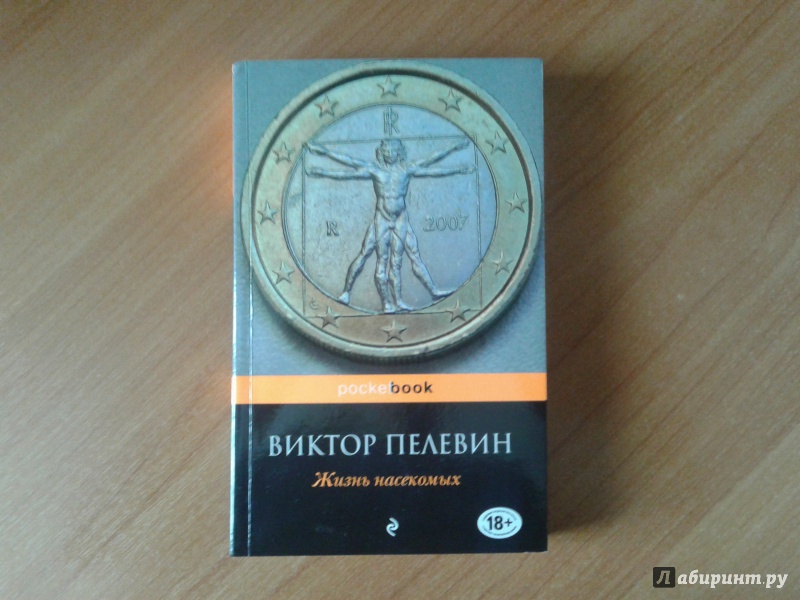 R
R 2007
pocketbook
ВИКТОР ПЕЛЕВИН
Жизнь насекомых
18+
Лабиринт.ру